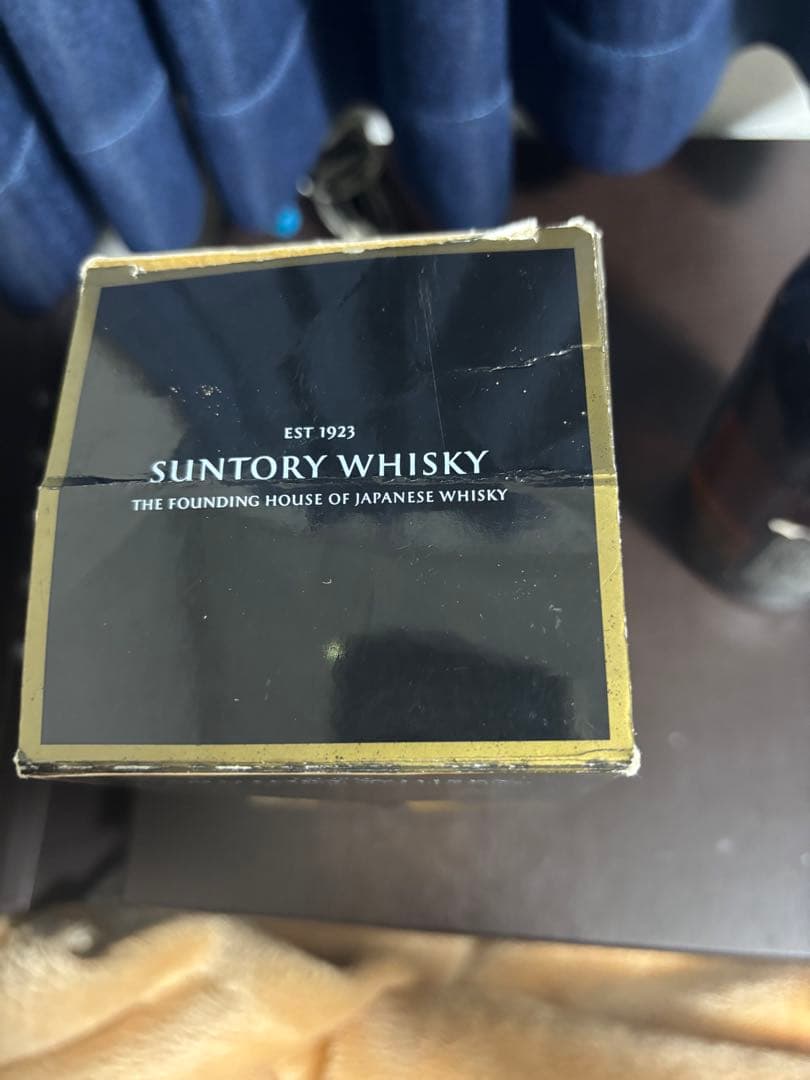 EST 1923
SUNTORY WHISKY
THE FOUNDING HOUSE OF JAPANESE WHISKY